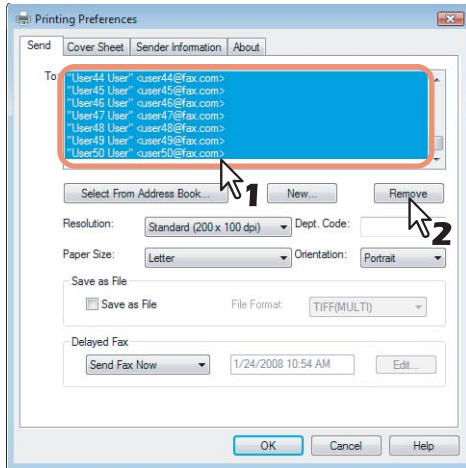 Printing Preferences
Send Cover Sheet Sender Information About
To:
"User44 User" <user44@fax.com>
"User45 User" <user45@fax.com>
"User46 User" <user46@fax.com>
"User47 User" <user47@fax.com>
"User48 User" <user48@fax.com>
"User49 User" <user49@fax.com>
"User50 User" <user50@fax.com>
Select From Address Book... 1 New... Remove 2
Resolution: Standard (200 x 100 dpi) Dept. Code:
Paper Size: Letter Orientation: Portrait
Save as File
Save as File File Format: TIFF(MULTI)
Delayed Fax
Send Fax Now 1/24/2008 10:54 AM Edit...
OK Cancel Help